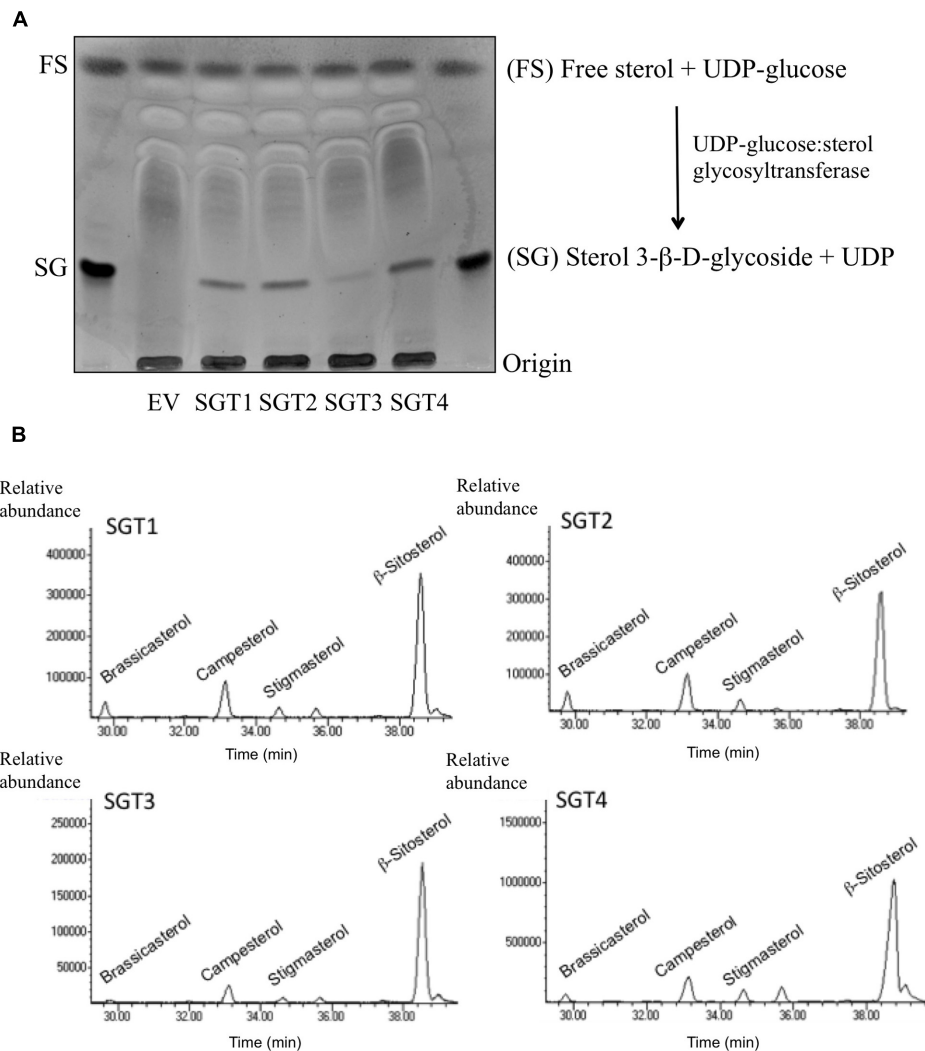 A
FS
(FS) Free sterol + UDP-glucose
UDP-glucose:sterol
glycosyltransferase
SG
(SG) Sterol 3-β-D-glycoside + UDP
Origin
EV SGT1 SGT2 SGT3 SGT4
B
Relative
abundance
SGT1
400000
300000
200000
100000
Brassicasterol
Campesterol
Stigmasterol
β-Sitosterol
30.00 32.00 34.00 36.00 38.00
Time (min)
Relative
abundance
SGT2
400000
300000
200000
100000
Brassicasterol
Campesterol
Stigmasterol
β-Sitosterol
30.00 32.00 34.00 36.00 38.00
Time (min)
Relative
abundance
SGT3
250000
200000
150000
100000
50000
Brassicasterol
Campesterol
Stigmasterol
β-Sitosterol
30.00 32.00 34.00 36.00 38.00
Time (min)
Relative
abundance
SGT4
1500000
1000000
500000
Brassicasterol
Campesterol
Stigmasterol
β-Sitosterol
30.00 32.00 34.00 36.00 38.00
Time (min)